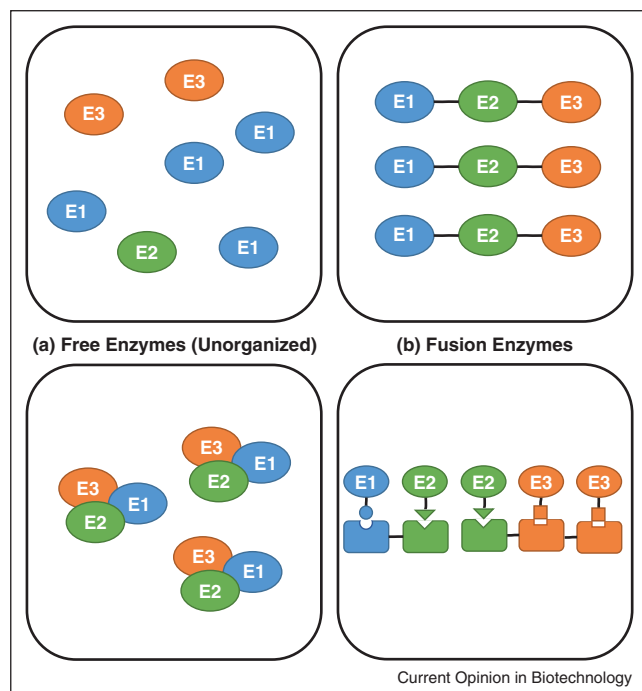 E3
E3
E1
E1
E1
E2
E1
E1 E2 E3
E1 E2 E3
E1 E2 E3
(a) Free Enzymes (Unorganized)
(b) Fusion Enzymes
E3
E1
E2
E3
E1
E2
E3
E1
E2
E1 E2 E2 E3 E3
Current Opinion in Biotechnology